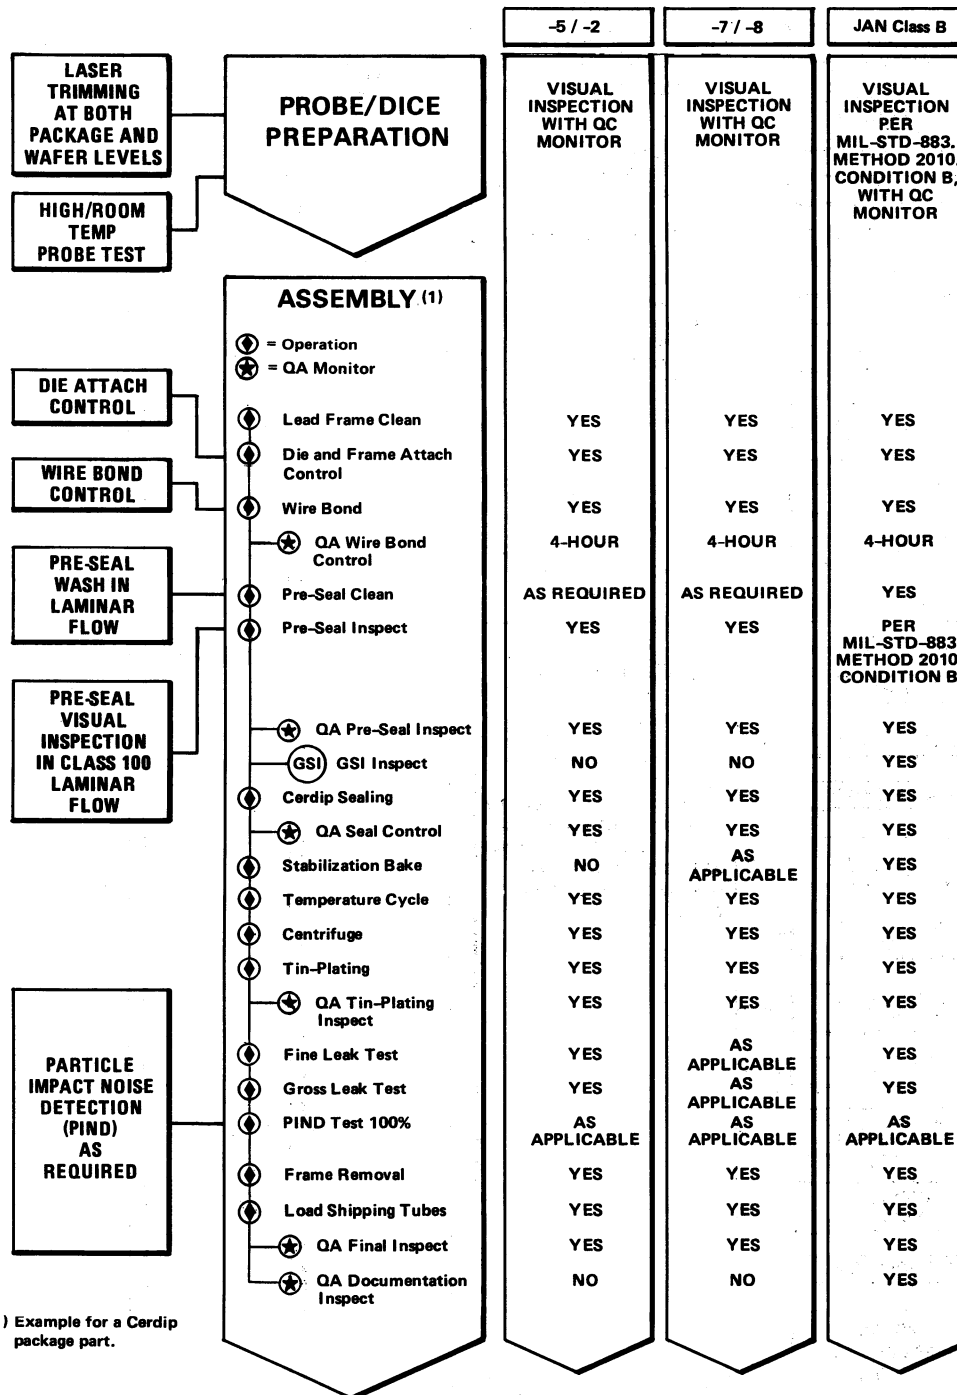 -5 / -2
-7 / -8
JAN Class B
LASER
TRIMMING
AT BOTH
PACKAGE AND
WAFER LEVELS
HIGH/ROOM
TEMP
PROBE TEST
PROBE/DICE
PREPARATION
VISUAL
INSPECTION
WITH QC
MONITOR
VISUAL
INSPECTION
WITH QC
MONITOR
VISUAL
INSPECTION
PER
MIL-STD-883.
METHOD 2010.
CONDITION B,
WITH QC
MONITOR
ASSEMBLY (1)
= Operation
= QA Monitor
DIE ATTACH
CONTROL
WIRE BOND
CONTROL
PRE-SEAL
WASH IN
LAMINAR
FLOW
PRE-SEAL
VISUAL
INSPECTION
IN CLASS 100
LAMINAR
FLOW
PARTICLE
IMPACT NOISE
DETECTION
(PIND)
AS
REQUIRED
Lead Frame Clean YES YES YES
Die and Frame Attach YES YES YES
Control
Wire Bond YES YES YES
QA Wire Bond 4-HOUR 4-HOUR 4-HOUR
Control
Pre-Seal Clean AS REQUIRED AS REQUIRED YES
Pre-Seal Inspect YES YES PER
MIL-STD-883
METHOD 2010
CONDITION B
QA Pre-Seal Inspect YES YES YES
GSI GSI Inspect NO NO YES
Cerdip Sealing YES YES YES
QA Seal Control YES YES YES
Stabilization Bake NO AS YES
APPLICABLE
Temperature Cycle YES YES YES
Centrifuge YES YES YES
Tin-Plating YES YES YES
QA Tin-Plating YES YES YES
Inspect
Fine Leak Test YES AS YES
APPLICABLE
Gross Leak Test YES AS YES
APPLICABLE
PIND Test 100% AS AS AS
APPLICABLE APPLICABLE APPLICABLE
Frame Removal YES YES YES
Load Shipping Tubes YES YES YES
QA Final Inspect YES YES YES
QA Documentation NO NO YES
Inspect
) Example for a Cerdip
package part.